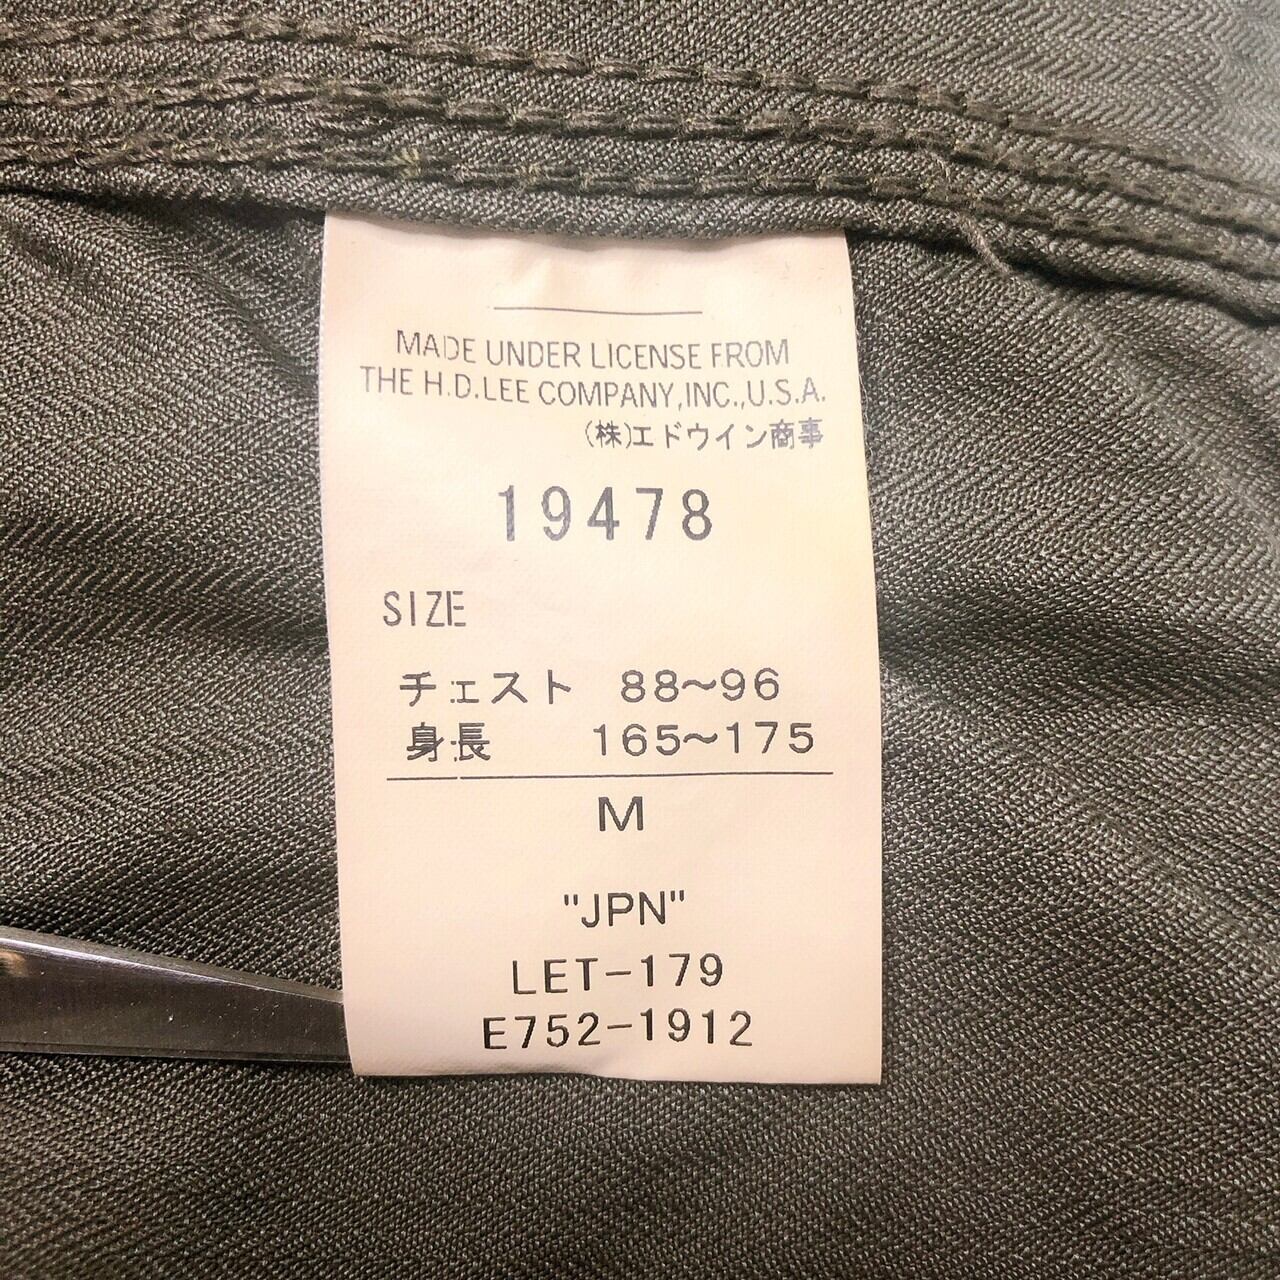 MADE UNDER LICENSE FROM
THE H.D.LEE COMPANY,INC.,U.S.A.
(株)エドウイン商事
19478
SIZE
チェスト 88~96
身長 165~175
M
"JPN"
LET-179
E752-1912